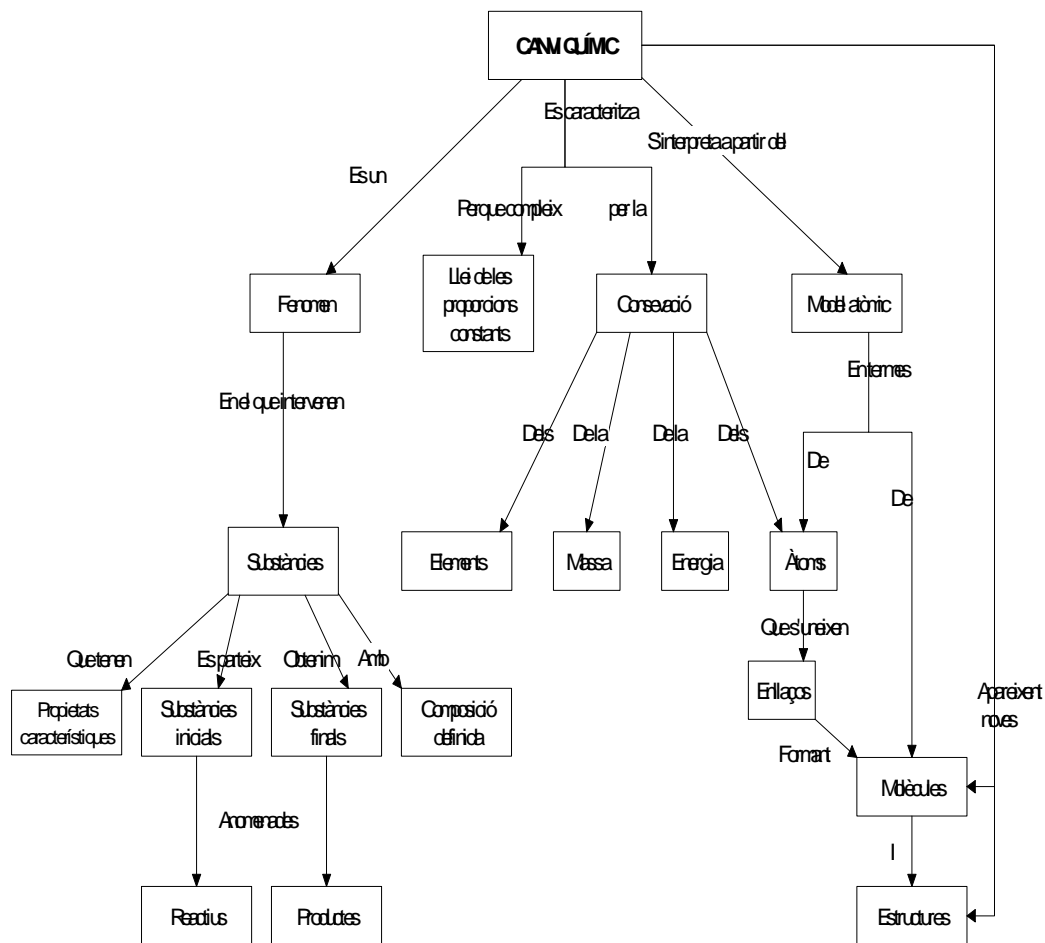 CANVI QUÍMIC
Es caracteritza
S'interpreta a partir del
Es un
Perque compleix
per la
Llei de les
proporcions
constants
Fenomen
Consevació
Model atòmic
En termes
En el que intervenen
Dels
De la
De la
Dels
De
De
Substàncies
Elements
Massa
Energia
Àtoms
Que s'uneixen
Que tenen
Es parteix
Obtenim
Amb
Enllaços
Apareixent
noves
Propietats
característiques
Substàncies
inicials
Substàncies
finals
Composició
definida
Formant
Molècules
Anomenades
I
Reactius
Productes
Estructures